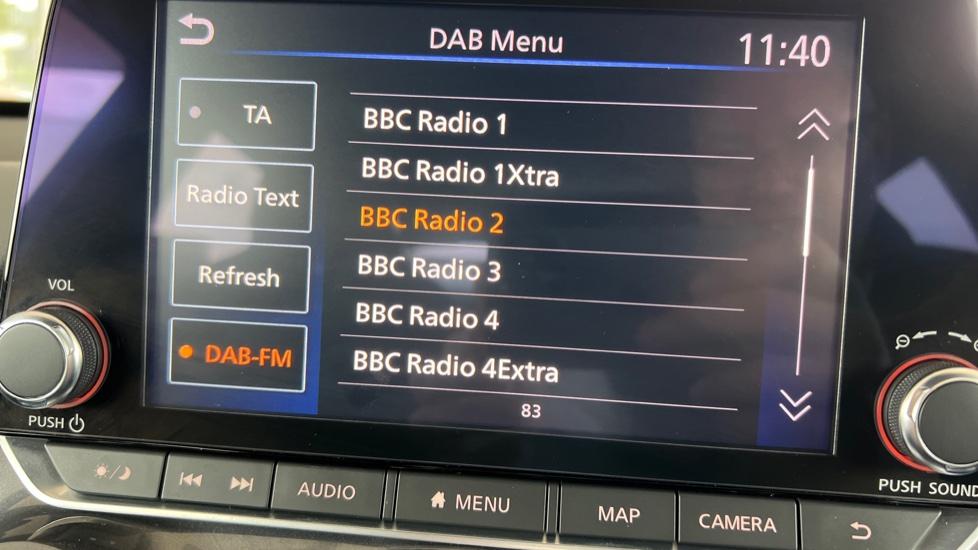 DAB Menu
11:40
TA
Radio Text
Refresh
DAB-FM
BBC Radio 1
BBC Radio 1Xtra
BBC Radio 2
BBC Radio 3
BBC Radio 4
BBC Radio 4Extra
83
VOL
PUSH
AUDIO
MENU
MAP
CAMERA
PUSH SOUND